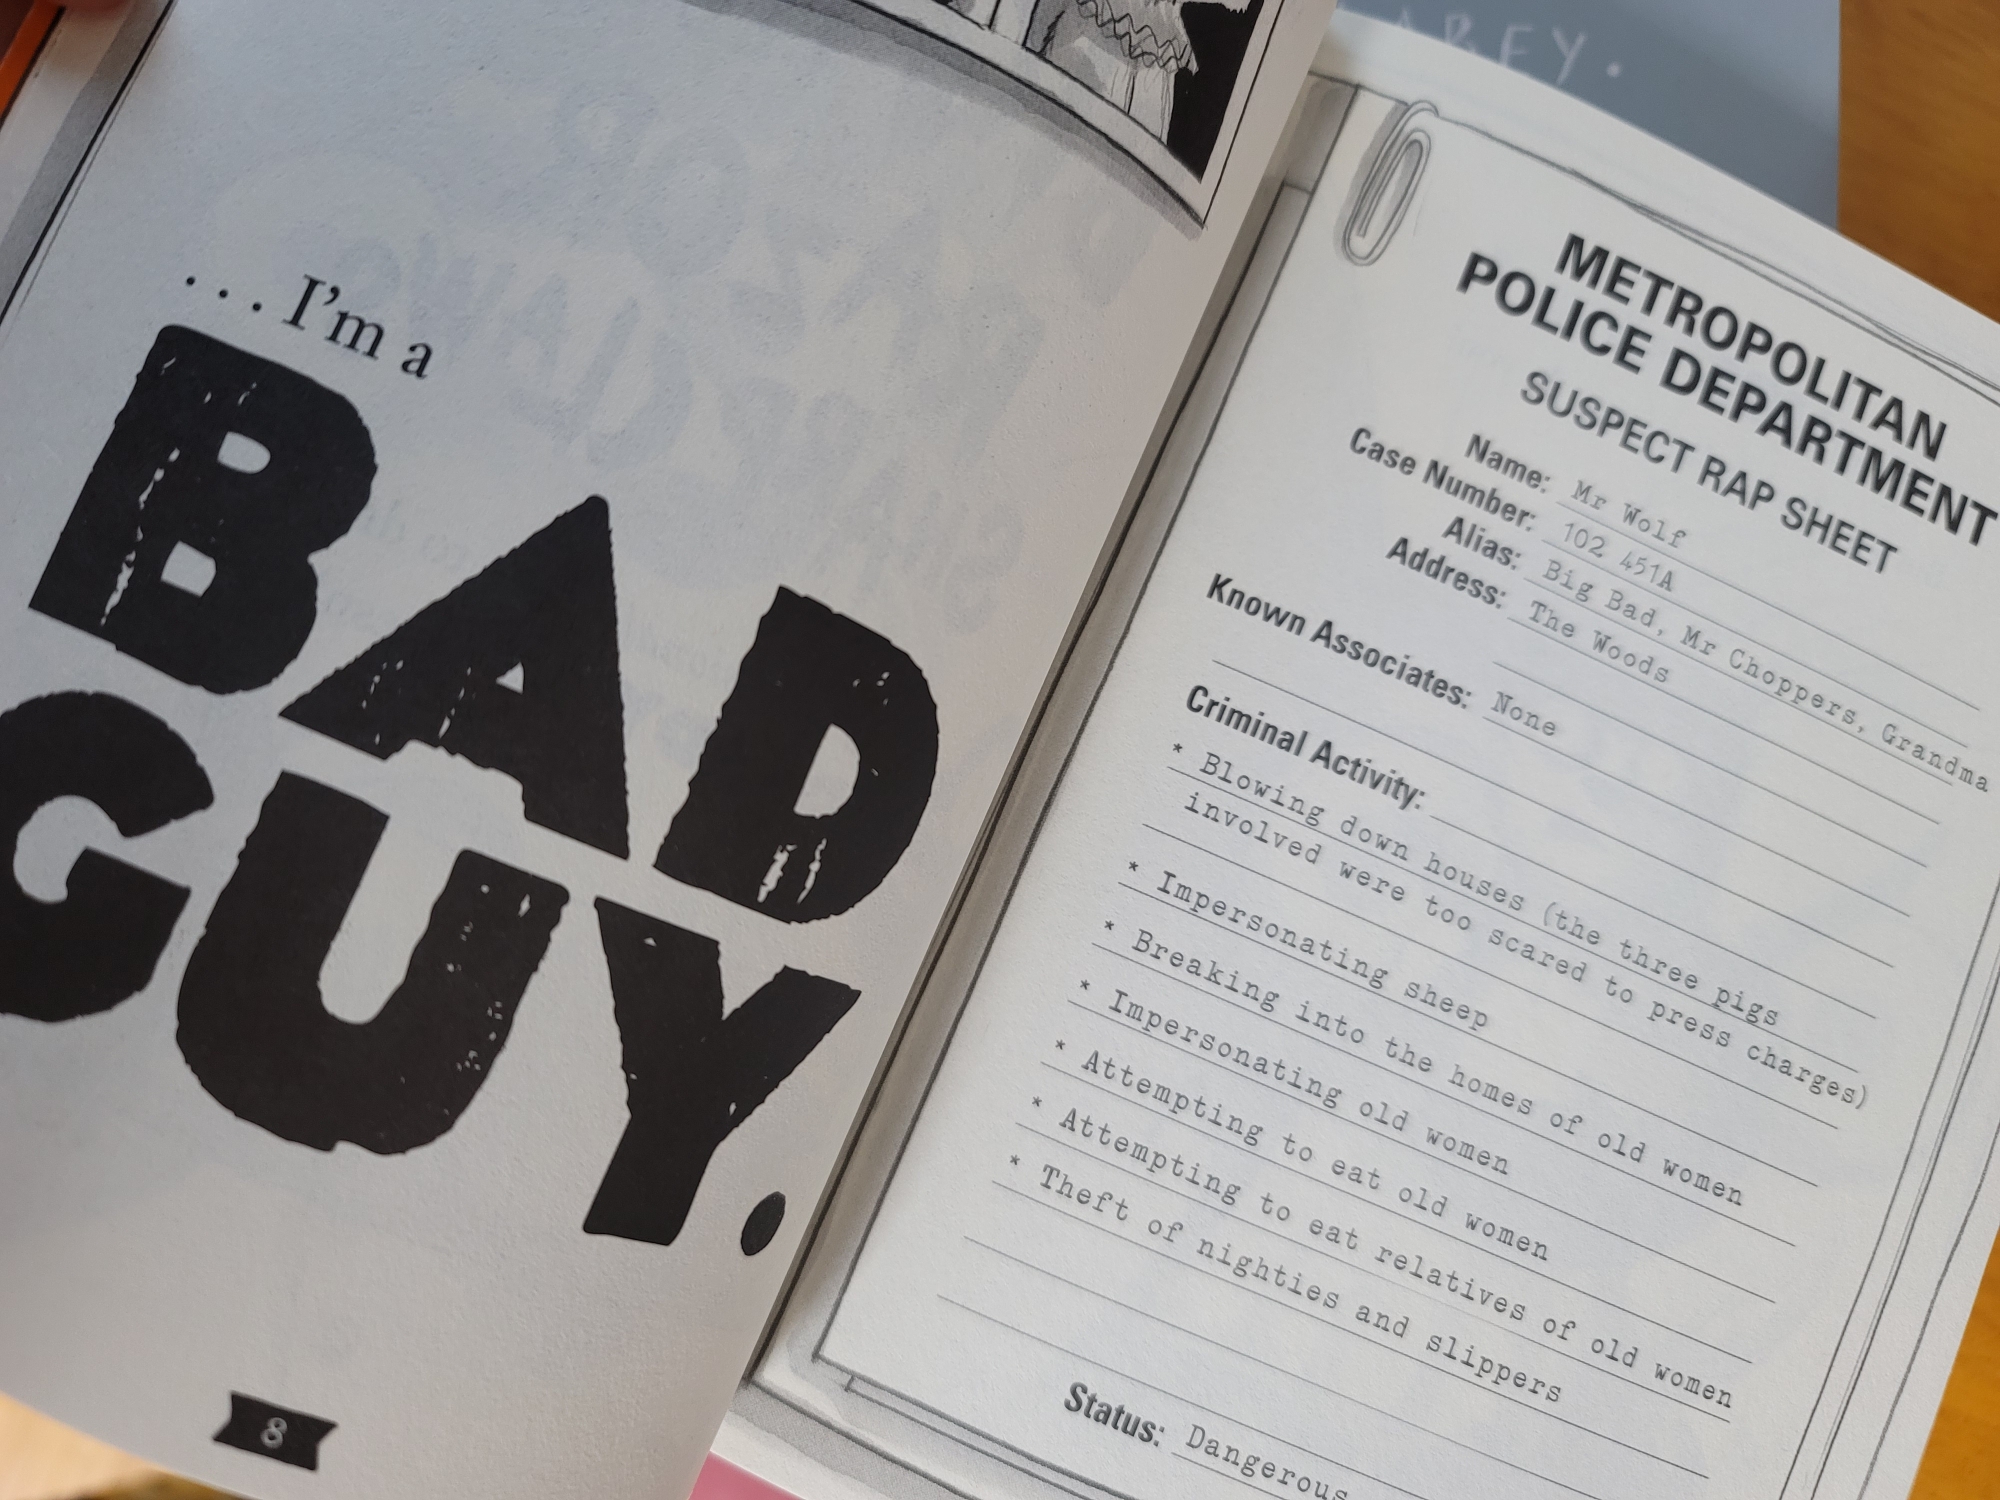 . . . I'm a
BAD
GUY.
8
METROPOLITAN
POLICE DEPARTMENT
SUSPECT RAP SHEET
Name: Mr Wolf
Case Number: 102 451A
Alias: Big Bad, Mr Choppers, Grandma
Address: The Woods
Known Associates: None
Criminal Activity:
* Blowing down houses (the three pigs
involved were too scared to press charges)
* Impersonating sheep
* Breaking into the homes of old women
* Impersonating old women
* Attempting to eat old women
* Attempting to eat relatives of old women
* Theft of nighties and slippers
Status: Dangerous